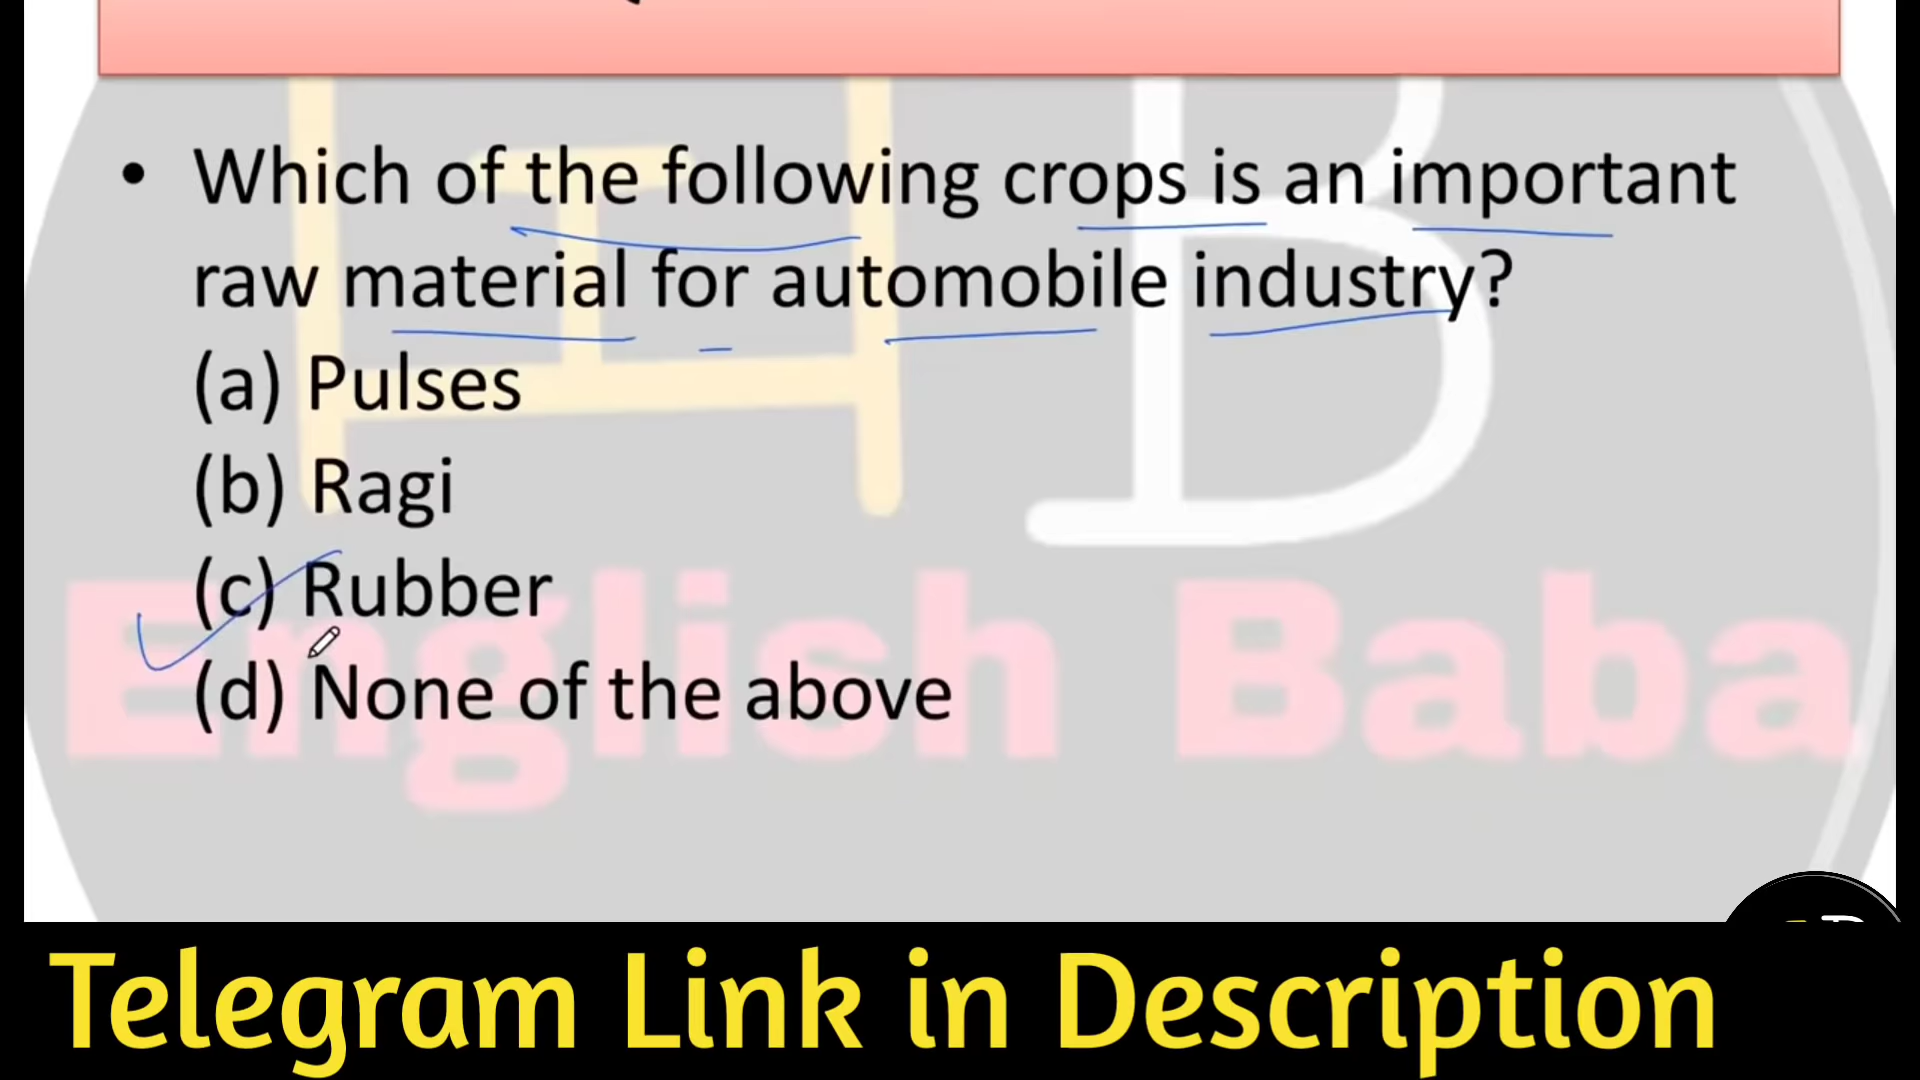 • Which of the following crops is an important
raw material for automobile industry?
(a) Pulses
(b) Ragi
(c) Rubber
(d) None of the above
English Baba
Telegram Link in Description